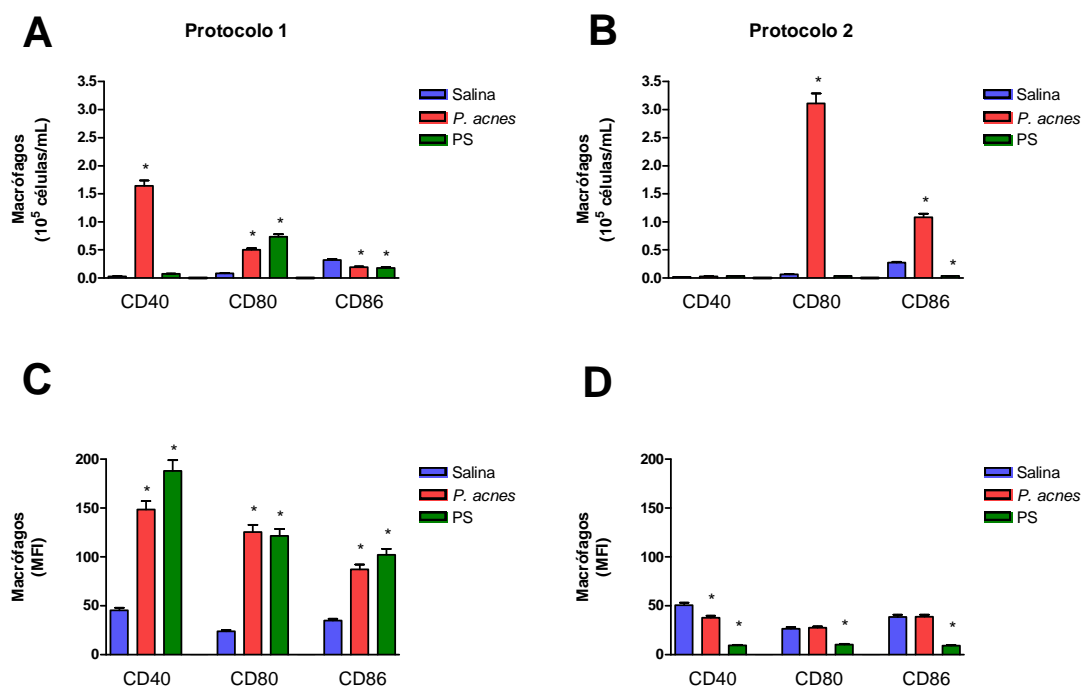 A
Protocolo 1
Macrófagos
(10⁵ células/mL)
3.5
3.0
2.5
2.0
1.5
1.0
0.5
0.0
* * * * *
CD40 CD80 CD86
Salina
P. acnes
PS
B
Protocolo 2
Macrófagos
(10⁵ células/mL)
3.5
3.0
2.5
2.0
1.5
1.0
0.5
0.0
* * *
CD40 CD80 CD86
Salina
P. acnes
PS
C
Macrófagos
(MFI)
200
150
100
50
0
* * * * * *
CD40 CD80 CD86
Salina
P. acnes
PS
D
Macrófagos
(MFI)
200
150
100
50
0
* * * *
CD40 CD80 CD86
Salina
P. acnes
PS